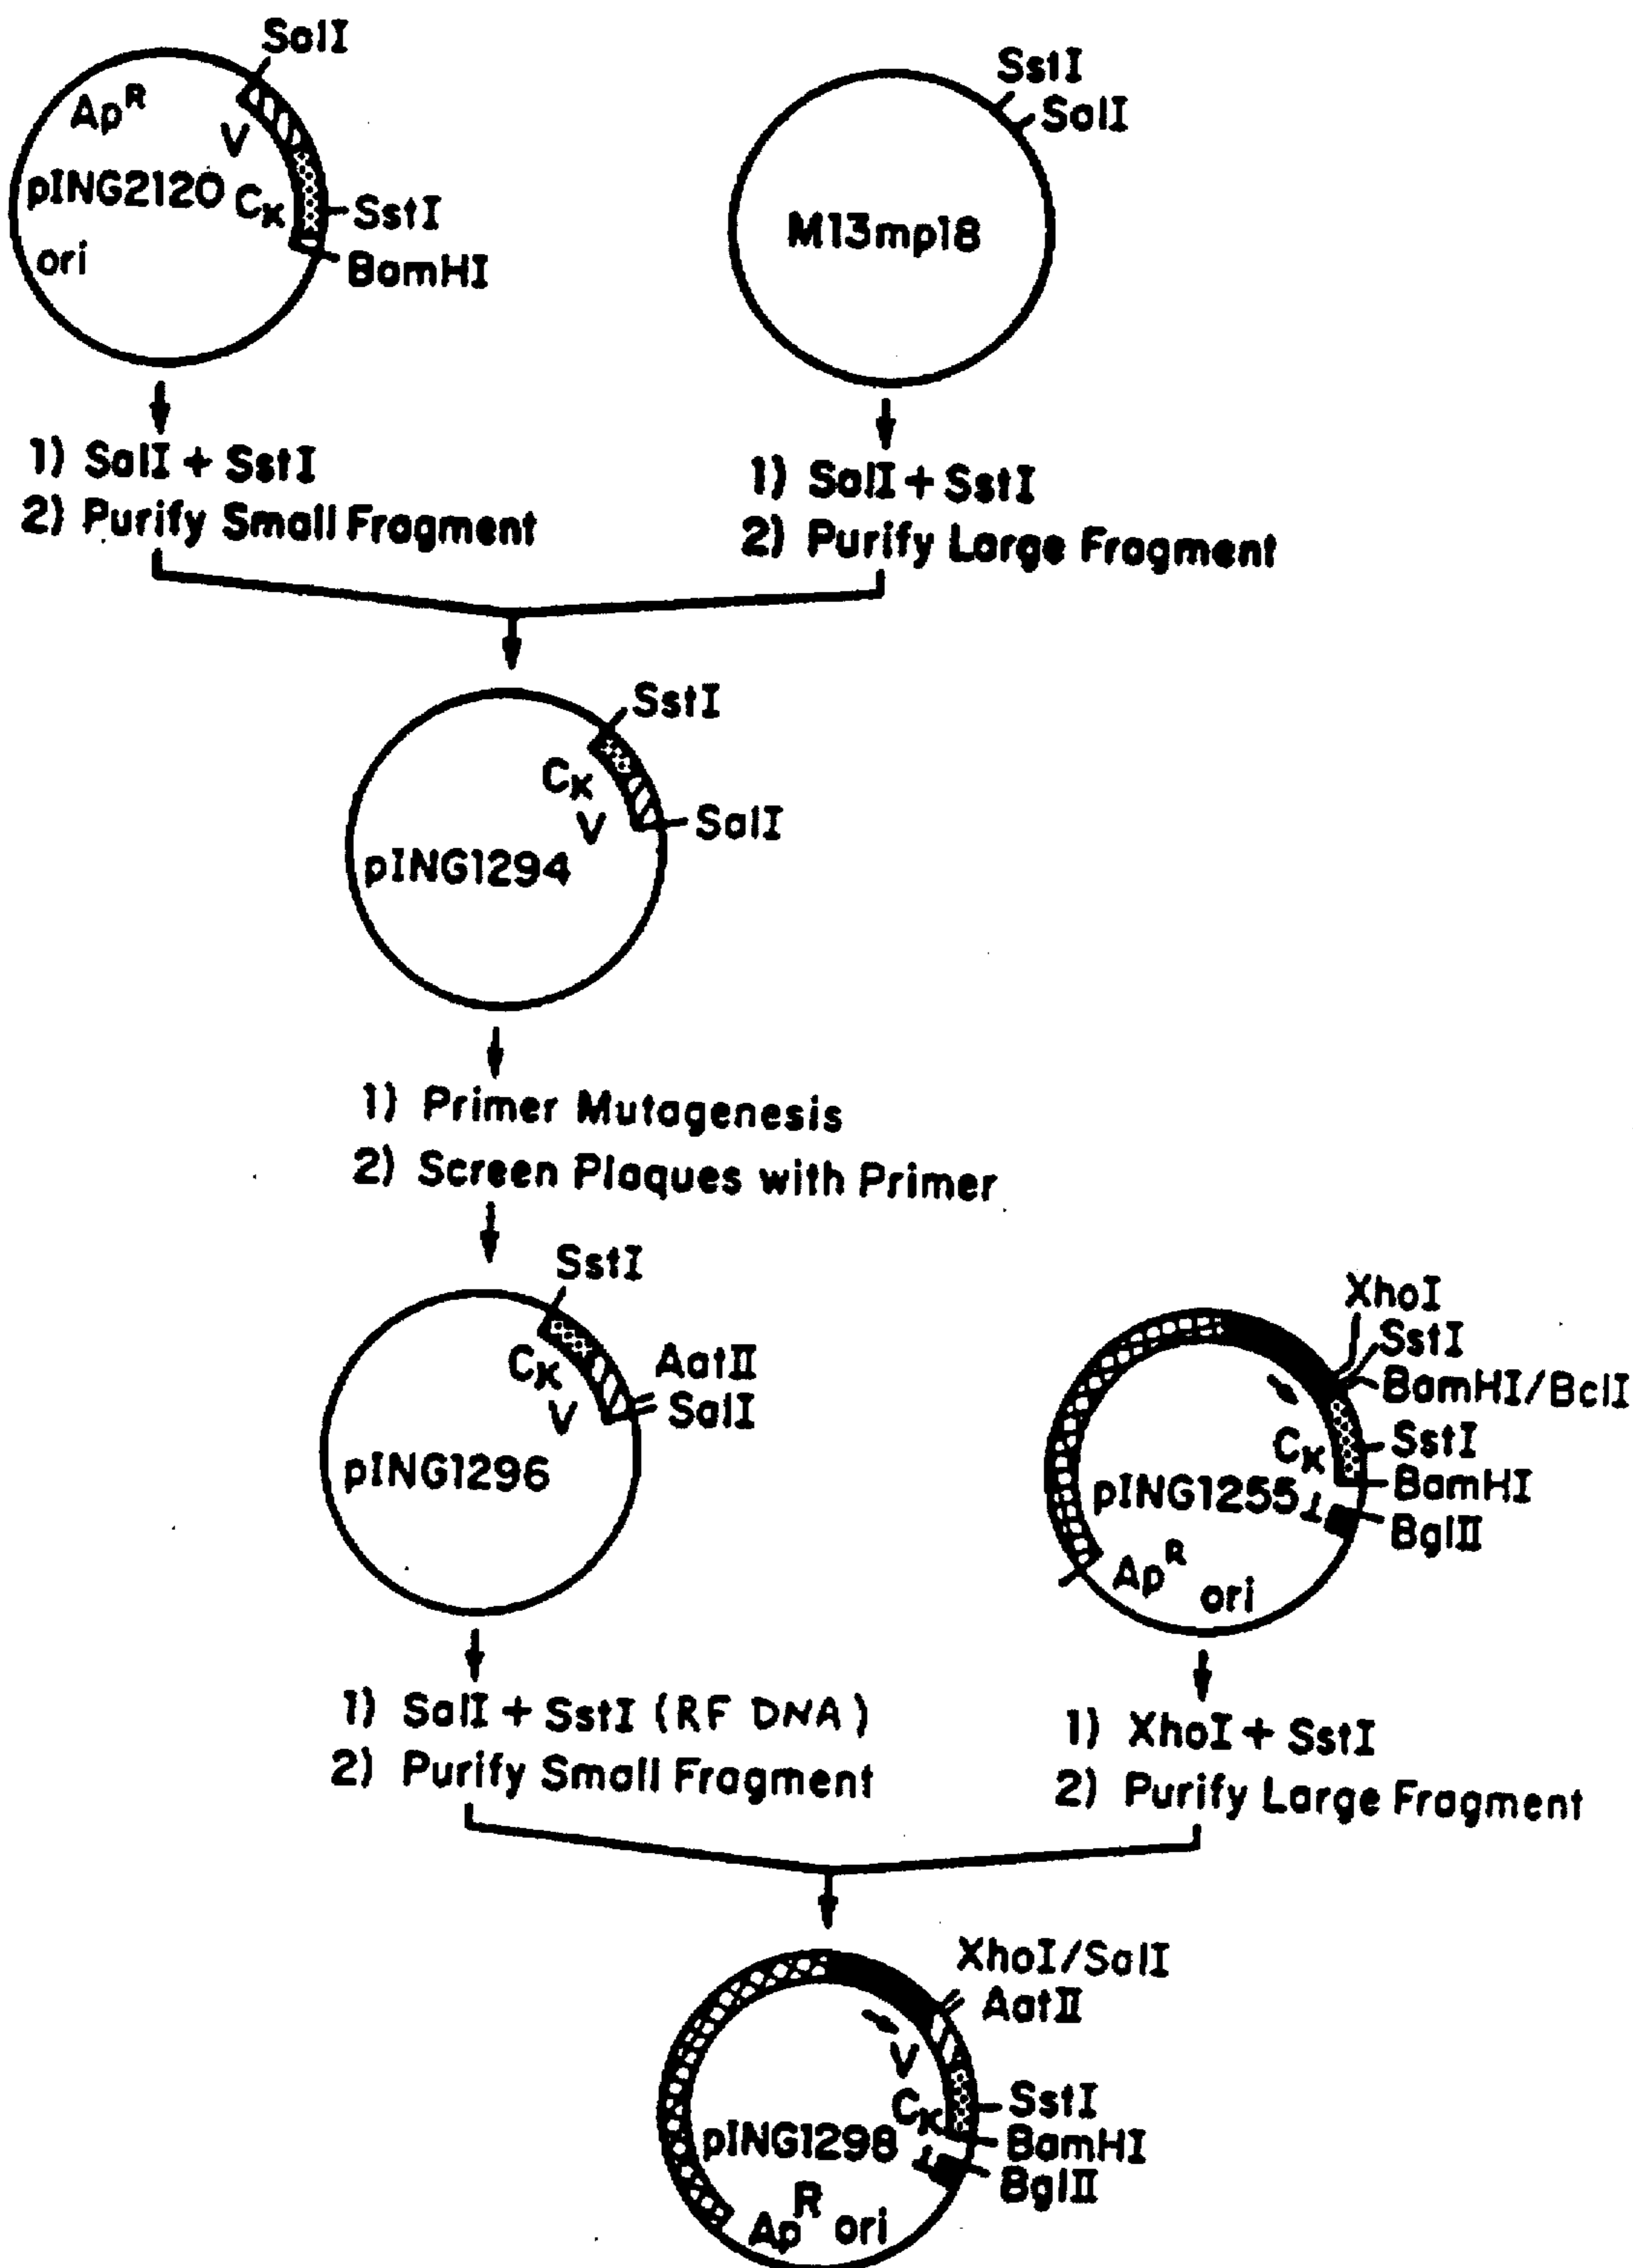 SalI
Ap^R
V
pING2120
Cκ
SstI
ori
BamHI
SstI
SalI
M13mp18
1) SalI + SstI
2) Purify Small Fragment
1) SalI + SstI
2) Purify Large Fragment
SstI
Cκ
V
SalI
pING1294
1) Primer Mutagenesis
2) Screen Plaques with Primer
SstI
Cκ
AatII
V
SalI
pING1296
XhoI
SstI
BamHI/BclI
Cκ
SstI
pING1255
BamHI
BglII
Ap^R
ori
1) SalI + SstI (RF DNA)
2) Purify Small Fragment
1) XhoI + SstI
2) Purify Large Fragment
XhoI/SalI
AatII
V
Cκ
SstI
pING1298
BamHI
BglII
Ap^R
ori